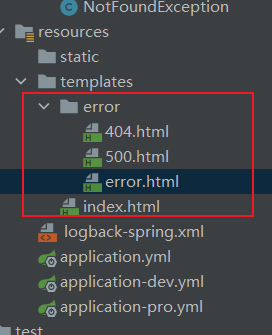 NotFoundException
resources
static
templates
error
404.html
500.html
error.html
index.html
logback-spring.xml
application.yml
application-dev.yml
application-pro.yml
test